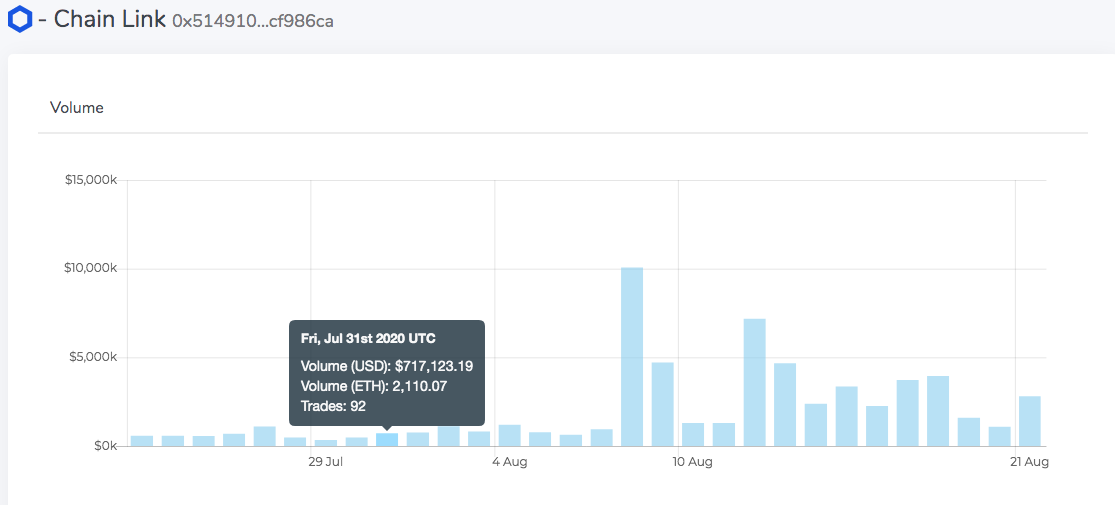 - Chain Link 0x514910...cf986ca
Volume
$15,000k
$10,000k
$5,000k
$0k
Fri, Jul 31st 2020 UTC
Volume (USD): $717,123.19
Volume (ETH): 2,110.07
Trades: 92
29 Jul
4 Aug
10 Aug
21 Aug